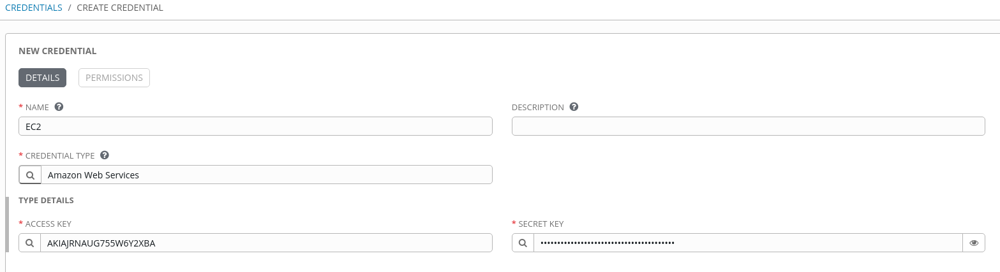 CREDENTIALS / CREATE CREDENTIAL
NEW CREDENTIAL
DETAILS PERMISSIONS
* NAME ? DESCRIPTION ?
EC2
* CREDENTIAL TYPE ?
Amazon Web Services
TYPE DETAILS
* ACCESS KEY * SECRET KEY
AKIAJRNAUG755W6Y2XBA ••••••••••••••••••••••••••••••••••••••••